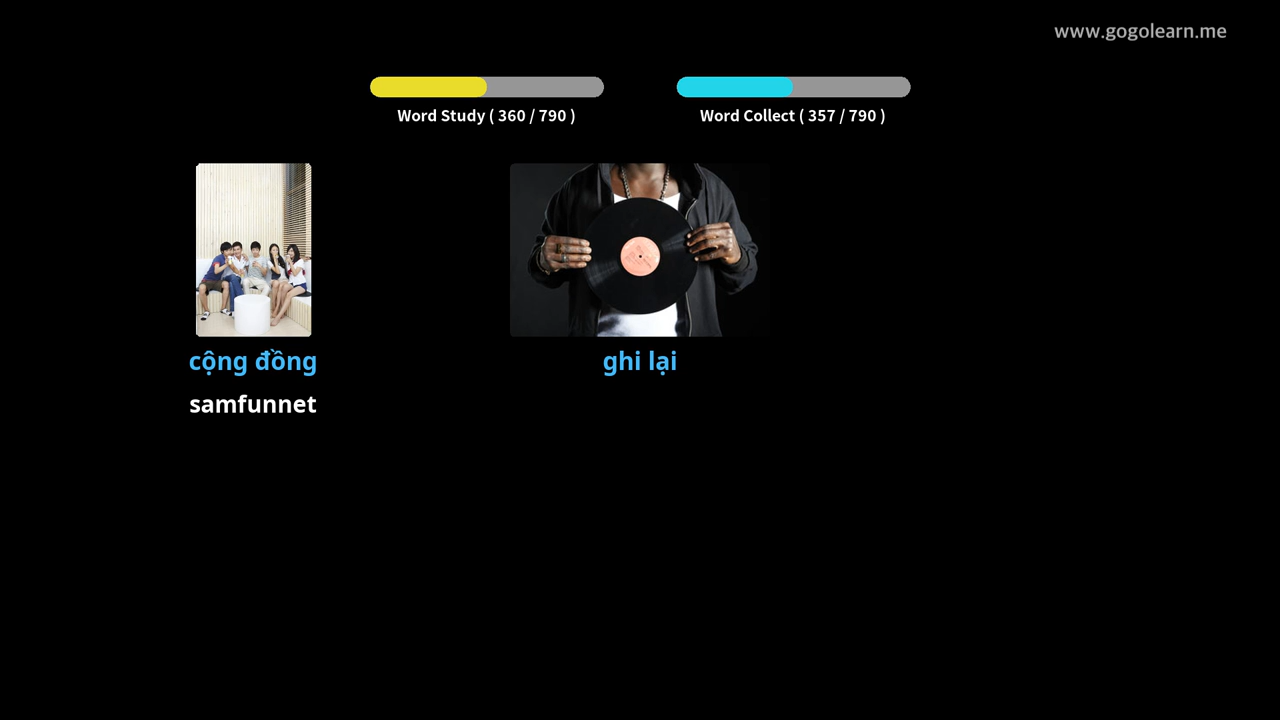 www.gogolearn.me
Word Study ( 360 / 790 )
Word Collect ( 357 / 790 )
cộng đồng
ghi lại
samfunnet